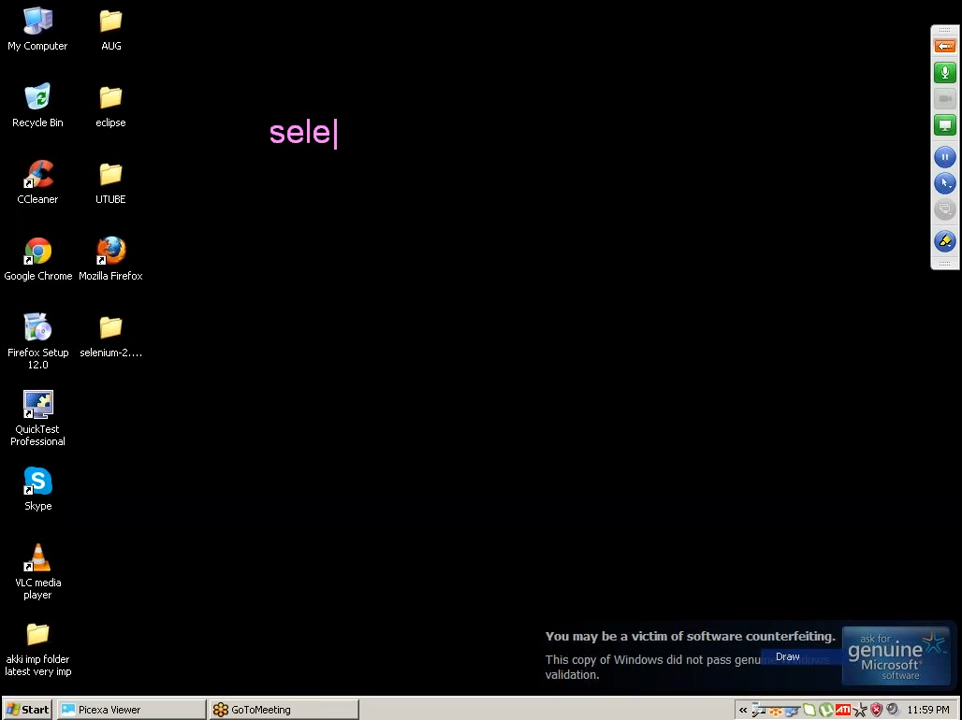 My Computer
AUG
Recycle Bin
eclipse
sele
CCleaner
UTUBE
Google Chrome
Mozilla Firefox
Firefox Setup
12.0
selenium-2....
QuickTest
Professional
Skype
VLC media
player
akki imp folder
latest very imp
You may be a victim of software counterfeiting.
This copy of Windows did not pass genu
validation.
Draw
ask for
genuine
Microsoft
software
Start
Picexa Viewer
GoToMeeting
ATI
11:59 PM